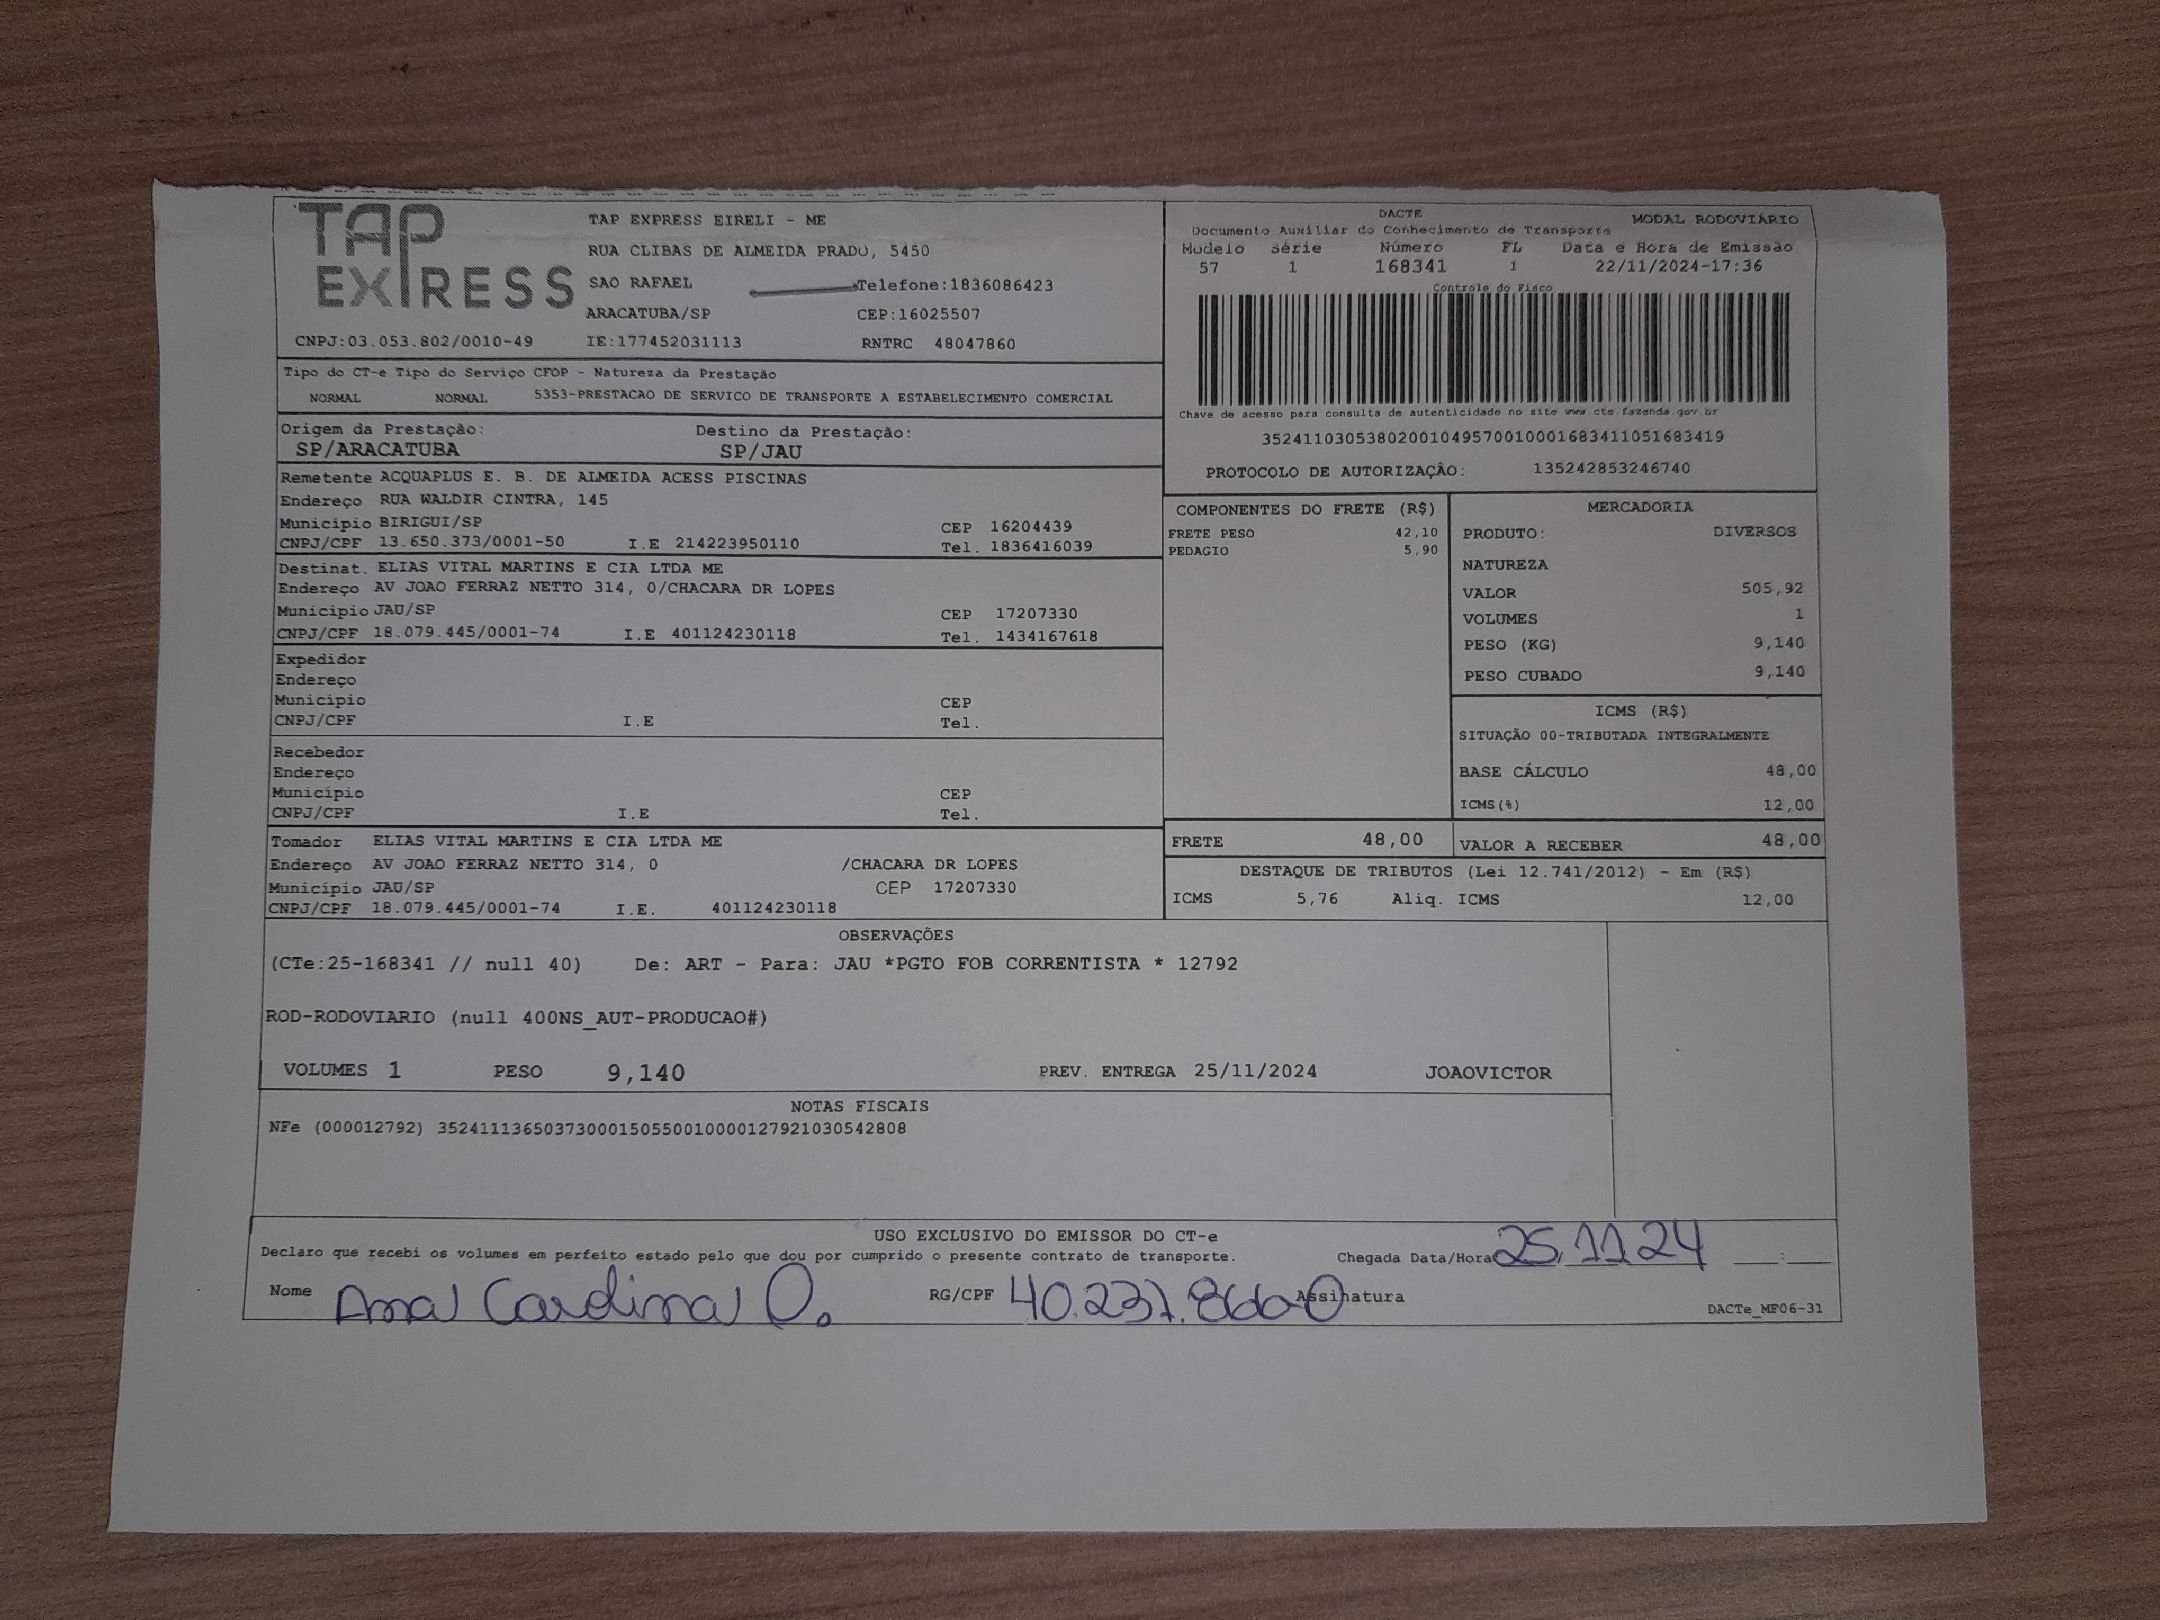 TAP EXPRESS
TAP EXPRESS EIRELI - ME
RUA CLIBAS DE ALMEIDA PRADO, 5450
SAO RAFAEL Telefone:1836086423
ARACATUBA/SP CEP:16025507
CNPJ:03.053.802/0010-49 IE:177452031113 RNTRC 48047860
DACTE MODAL RODOVIÁRIO
Documento Auxiliar do Conhecimento de Transporte
Modelo Série Número FL Data e Hora de Emissão
57 1 168341 1 22/11/2024-17:36
Controle do Fisco
Chave de acesso para consulta de autenticidade no site www.cte.fazenda.gov.br
35241103053802001049570010001683411051683419
PROTOCOLO DE AUTORIZAÇÃO: 135242853246740
Tipo do CT-e Tipo do Serviço CFOP - Natureza da Prestação
NORMAL NORMAL 5353-PRESTACAO DE SERVICO DE TRANSPORTE A ESTABELECIMENTO COMERCIAL
Origem da Prestação: Destino da Prestação:
SP/ARACATUBA SP/JAU
Remetente ACQUAPLUS E. B. DE ALMEIDA ACESS PISCINAS
Endereço RUA WALDIR CINTRA, 145
Município BIRIGUI/SP CEP 16204439
CNPJ/CPF 13.650.373/0001-50 I.E 214223950110 Tel. 1836416039
Destinat. ELIAS VITAL MARTINS E CIA LTDA ME
Endereço AV JOAO FERRAZ NETTO 314, 0/CHACARA DR LOPES
Município JAU/SP CEP 17207330
CNPJ/CPF 18.079.445/0001-74 I.E 401124230118 Tel. 1434167618
Expedidor
Endereço
Município CEP
CNPJ/CPF I.E Tel.
Recebedor
Endereço
Município CEP
CNPJ/CPF I.E Tel.
Tomador ELIAS VITAL MARTINS E CIA LTDA ME
Endereço AV JOAO FERRAZ NETTO 314, 0 /CHACARA DR LOPES
Município JAU/SP CEP 17207330
CNPJ/CPF 18.079.445/0001-74 I.E. 401124230118
COMPONENTES DO FRETE (R$)
FRETE PESO 42,10
PEDAGIO 5,90
MERCADORIA
PRODUTO: DIVERSOS
NATUREZA
VALOR 505,92
VOLUMES 1
PESO (KG) 9,140
PESO CUBADO 9,140
ICMS (R$)
SITUAÇÃO 00-TRIBUTADA INTEGRALMENTE
BASE CÁLCULO 48,00
ICMS(%) 12,00
FRETE 48,00 VALOR A RECEBER 48,00
DESTAQUE DE TRIBUTOS (Lei 12.741/2012) - Em (R$)
ICMS 5,76 Aliq. ICMS 12,00
OBSERVAÇÕES
(CTe:25-168341 // null 40) De: ART - Para: JAU *PGTO FOB CORRENTISTA * 12792
ROD-RODOVIARIO (null 400NS_AUT-PRODUCAO#)
VOLUMES 1 PESO 9,140 PREV. ENTREGA 25/11/2024 JOAOVICTOR
NOTAS FISCAIS
NFe (000012792) 35241113650373000150550010000127921030542808
USO EXCLUSIVO DO EMISSOR DO CT-e
Declaro que recebi os volumes em perfeito estado pelo que dou por cumprido o presente contrato de transporte. Chegada Data/Hora 25.11.24 __:__
Nome Ana Carolina O. RG/CPF Assinatura
DACTe_MF06-31